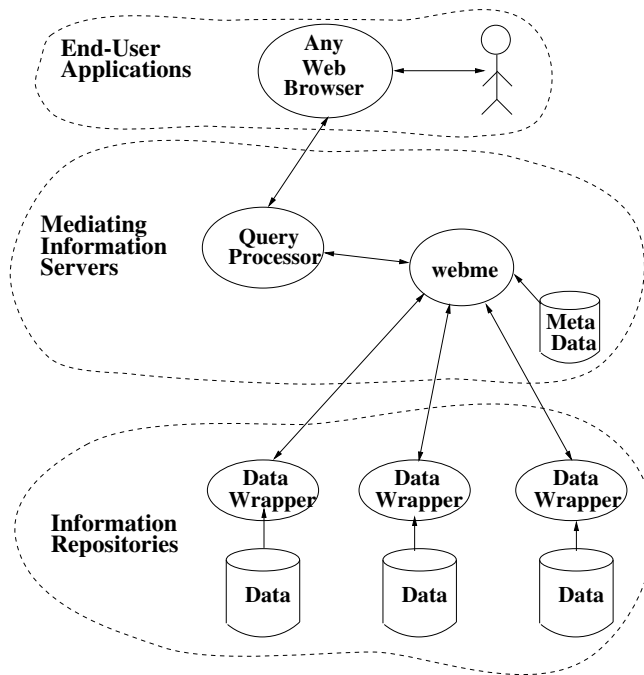 End-User
Applications
Any
Web
Browser
Mediating
Information
Servers
Query
Processor
webme
Meta
Data
Data
Wrapper
Data
Wrapper
Data
Wrapper
Information
Repositories
Data
Data
Data